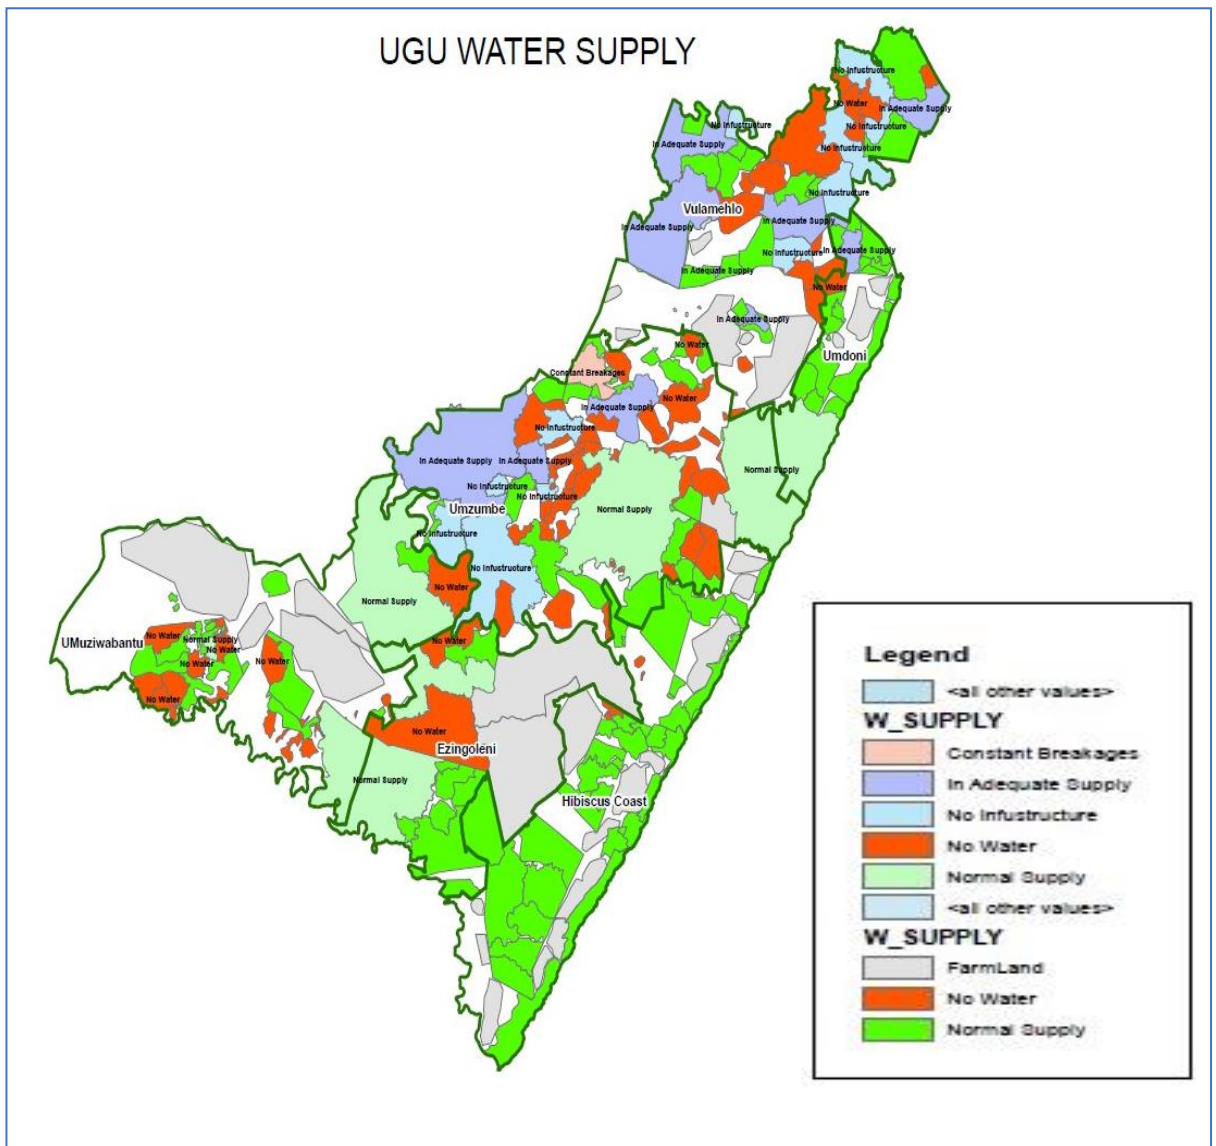 UGU WATER SUPPLY
No Infustructure
No Water
In Adequate Supply
No Infustructure
No Infustructure
No Infustructure
In Adequate Supply
No Infustructure
Vulamehlo
In Adequate Supply
In Adequate Supply
No Infustructure
In Adequate Supply
In Adequate Supply
No Water
In Adequate Supply
No Water
Umdoni
Constant Breakages
No Water
In Adequate Supply
No Infustructure
In Adequate Supply
In Adequate Supply
Normal Supply
No Infustructure
No Infustructure
Umzumbe
Normal Supply
No Infustructure
No Infustructure
No Water
Normal Supply
UMuziwabantu
No Water
Normal Supply
No Water
No Water
No Water
No Water
No Water
No Water
Ezingoleni
Normal Supply
Hibiscus Coast
Legend
<all other values>
W_SUPPLY
Constant Breakages
In Adequate Supply
No Infustructure
No Water
Normal Supply
<all other values>
W_SUPPLY
FarmLand
No Water
Normal Supply